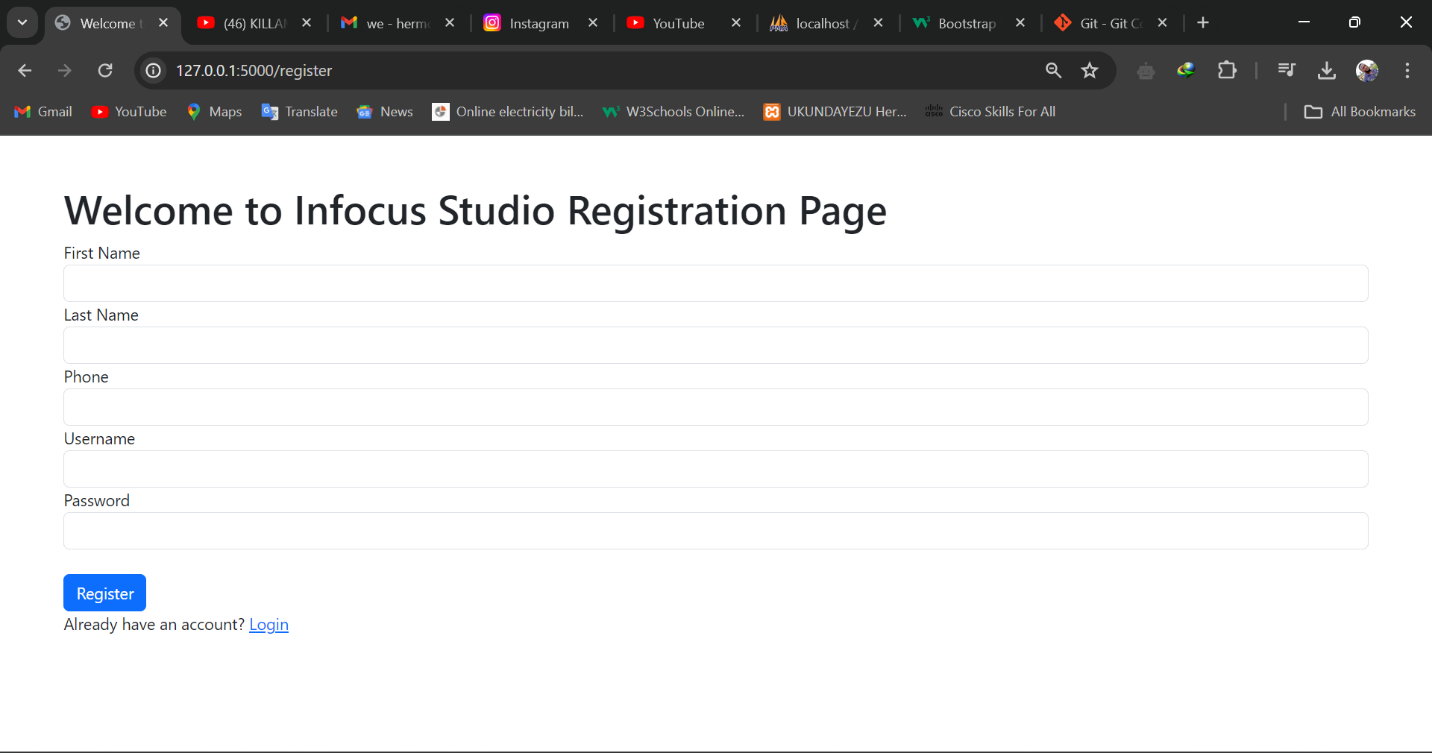 Welcome t
(46) KILLAN
we - herm
Instagram
YouTube
localhost /
Bootstrap
Git - Git Co
127.0.0.1:5000/register
Gmail
YouTube
Maps
Translate
News
Online electricity bil...
W3Schools Online...
UKUNDAYEZU Her...
Cisco Skills For All
All Bookmarks
Welcome to Infocus Studio Registration Page
First Name
Last Name
Phone
Username
Password
Register
Already have an account? Login